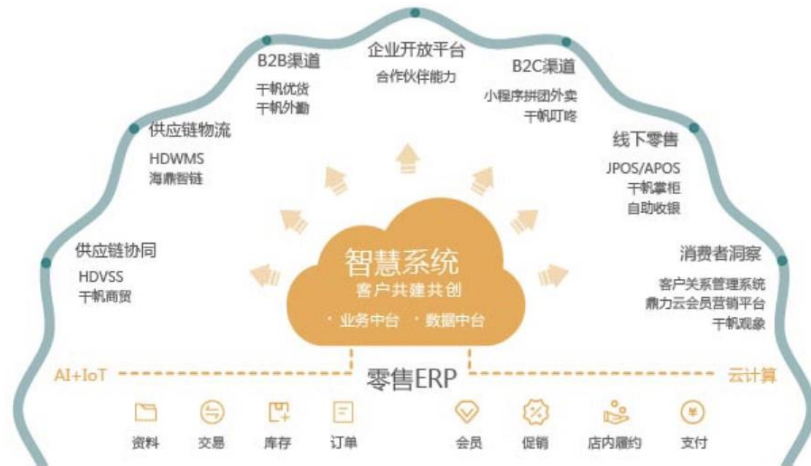 企业开放平台
合作伙伴能力
B2B渠道
千帆优货
千帆外勤
B2C渠道
小程序拼团外卖
千帆叮咚
供应链物流
HDWMS
海鼎智链
线下零售
JPOS/APOS
千帆掌柜
自助收银
供应链协同
HDVSS
千帆商贸
消费者洞察
客户关系管理系统
鼎力云会员营销平台
千帆观象
智慧系统
客户共建共创
·业务中台 ·数据中台
AI+IoT
零售ERP
云计算
资料 交易 库存 订单 会员 促销 店内履约 支付